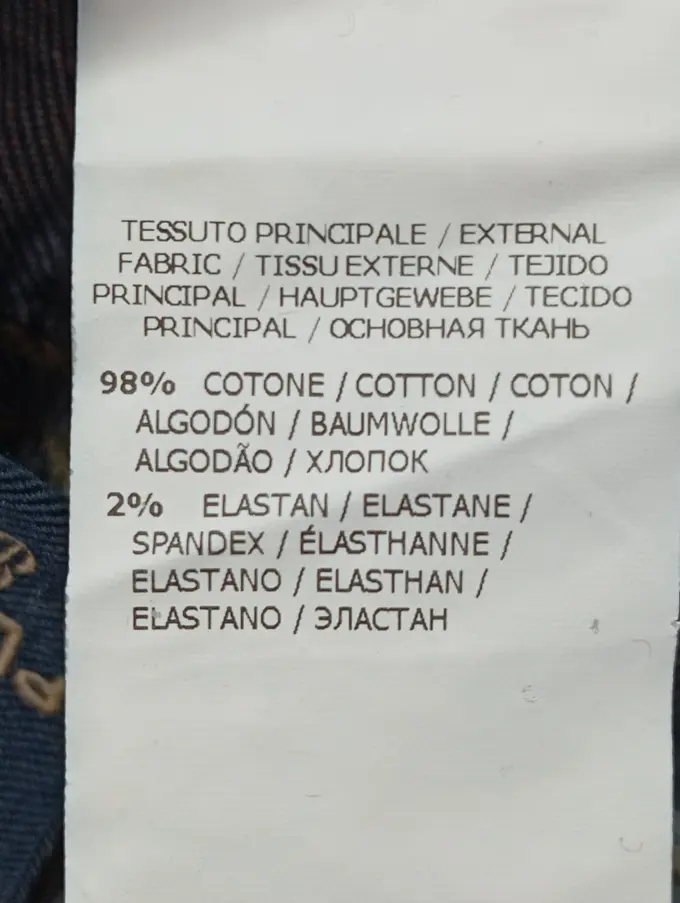 TESSUTO PRINCIPALE / EXTERNAL
FABRIC / TISSU EXTERNE / TEJIDO
PRINCIPAL / HAUPTGEWEBE / TECIDO
PRINCIPAL / ОСНОВНАЯ ТКАНЬ
98% COTONE / COTTON / COTON /
ALGODÓN / BAUMWOLLE /
ALGODÃO / ХЛОПОК
2% ELASTAN / ELASTANE /
SPANDEX / ÉLASTHANNE /
ELASTANO / ELASTHAN /
ELASTANO / ЭЛАСТАН